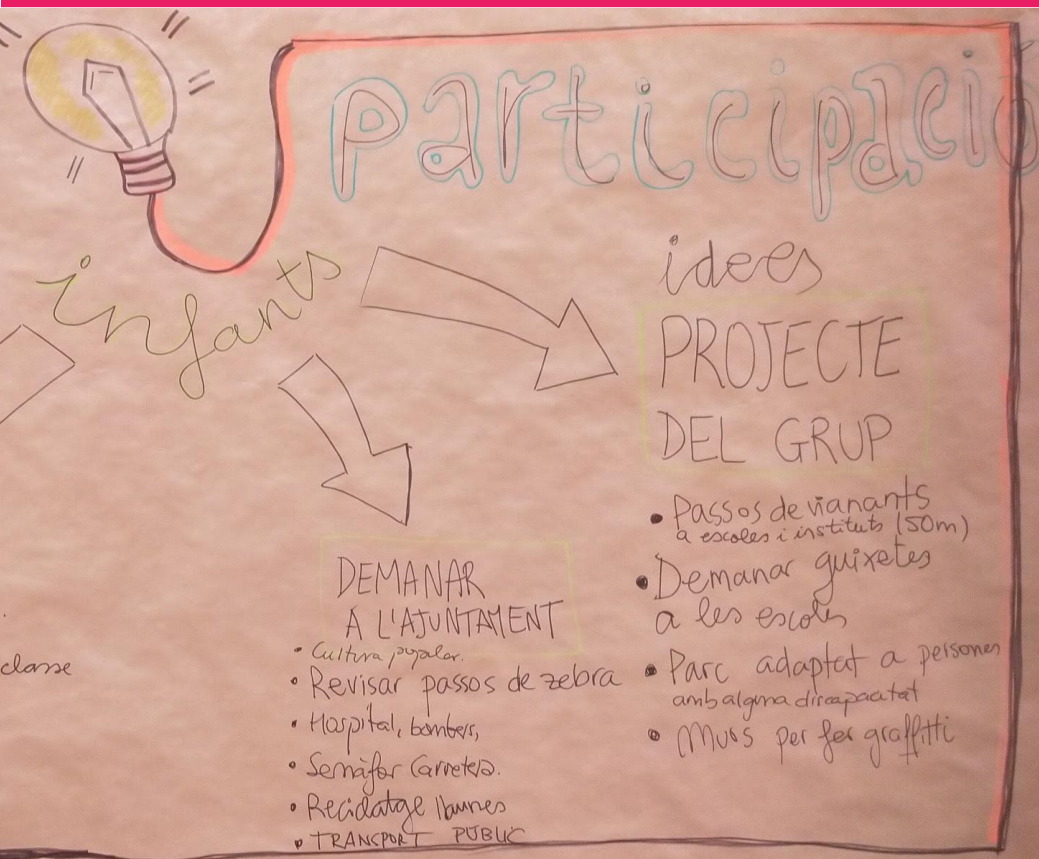 participació
infants
idees
PROJECTE
DEL GRUP
• Passos de vianants
a escoles i instituts (50m)
• Demanar guixetes
a les escoles
• Parc adaptat a persones
amb alguna discapacitat
• Murs per fer graffitti
DEMANAR
A L'AJUNTAMENT
• Cultura popular.
• Revisar passos de zebra
• Hospital, bombers,
• Semàfor Carretera.
• Reciclatge llaunes
• TRANSPORT PÚBLIC
classe